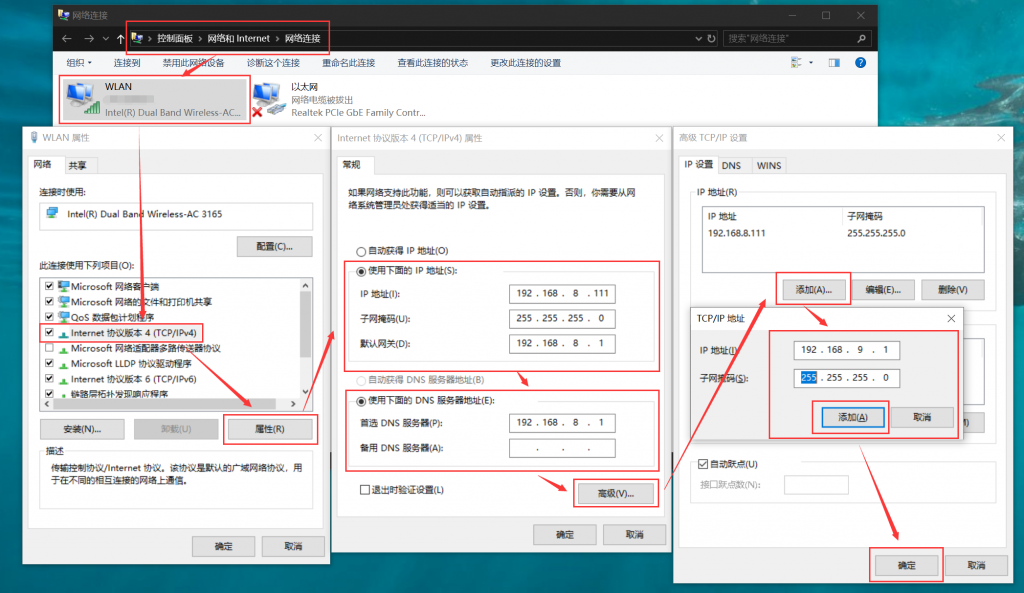 网络连接
控制面板 > 网络和 Internet > 网络连接
搜索"网络连接"
组织
连接到
禁用此网络设备
诊断这个连接
重命名此连接
查看此连接的状态
更改此连接的设置
WLAN
Intel(R) Dual Band Wireless-AC...
以太网
网络电缆被拔出
Realtek PCIe GbE Family Contr...
WLAN 属性
网络
共享
连接时使用:
Intel(R) Dual Band Wireless-AC 3165
配置(C)...
此连接使用下列项目(O):
Microsoft 网络客户端
Microsoft 网络的文件和打印机共享
QoS 数据包计划程序
Internet 协议版本 4 (TCP/IPv4)
Microsoft 网络适配器多路传送器协议
Microsoft LLDP 协议驱动程序
Internet 协议版本 6 (TCP/IPv6)
链路层拓扑发现响应程序
安装(N)...
卸载(U)
属性(R)
描述
传输控制协议/Internet 协议。该协议是默认的广域网络协议，用
于在不同的相互连接的网络上通信。
确定
取消
Internet 协议版本 4 (TCP/IPv4) 属性
常规
如果网络支持此功能，则可以获取自动指派的 IP 设置。否则，你需要从网
络系统管理员处获得适当的 IP 设置。
自动获得 IP 地址(O)
使用下面的 IP 地址(S):
IP 地址(I):
192 . 168 . 8 . 111
子网掩码(U):
255 . 255 . 255 . 0
默认网关(D):
192 . 168 . 8 . 1
自动获得 DNS 服务器地址(B)
使用下面的 DNS 服务器地址(E):
首选 DNS 服务器(P):
192 . 168 . 8 . 1
备用 DNS 服务器(A):
. . .
退出时验证设置(L)
高级(V)...
确定
取消
高级 TCP/IP 设置
IP 设置
DNS
WINS
IP 地址(R)
IP 地址
子网掩码
192.168.8.111
255.255.255.0
添加(A)...
编辑(E)...
删除(V)
TCP/IP 地址
IP 地址(I):
192 . 168 . 9 . 1
子网掩码(S):
255 . 255 . 255 . 0
添加(A)
取消
自动跃点(U)
接口跃点数(N):
确定
取消